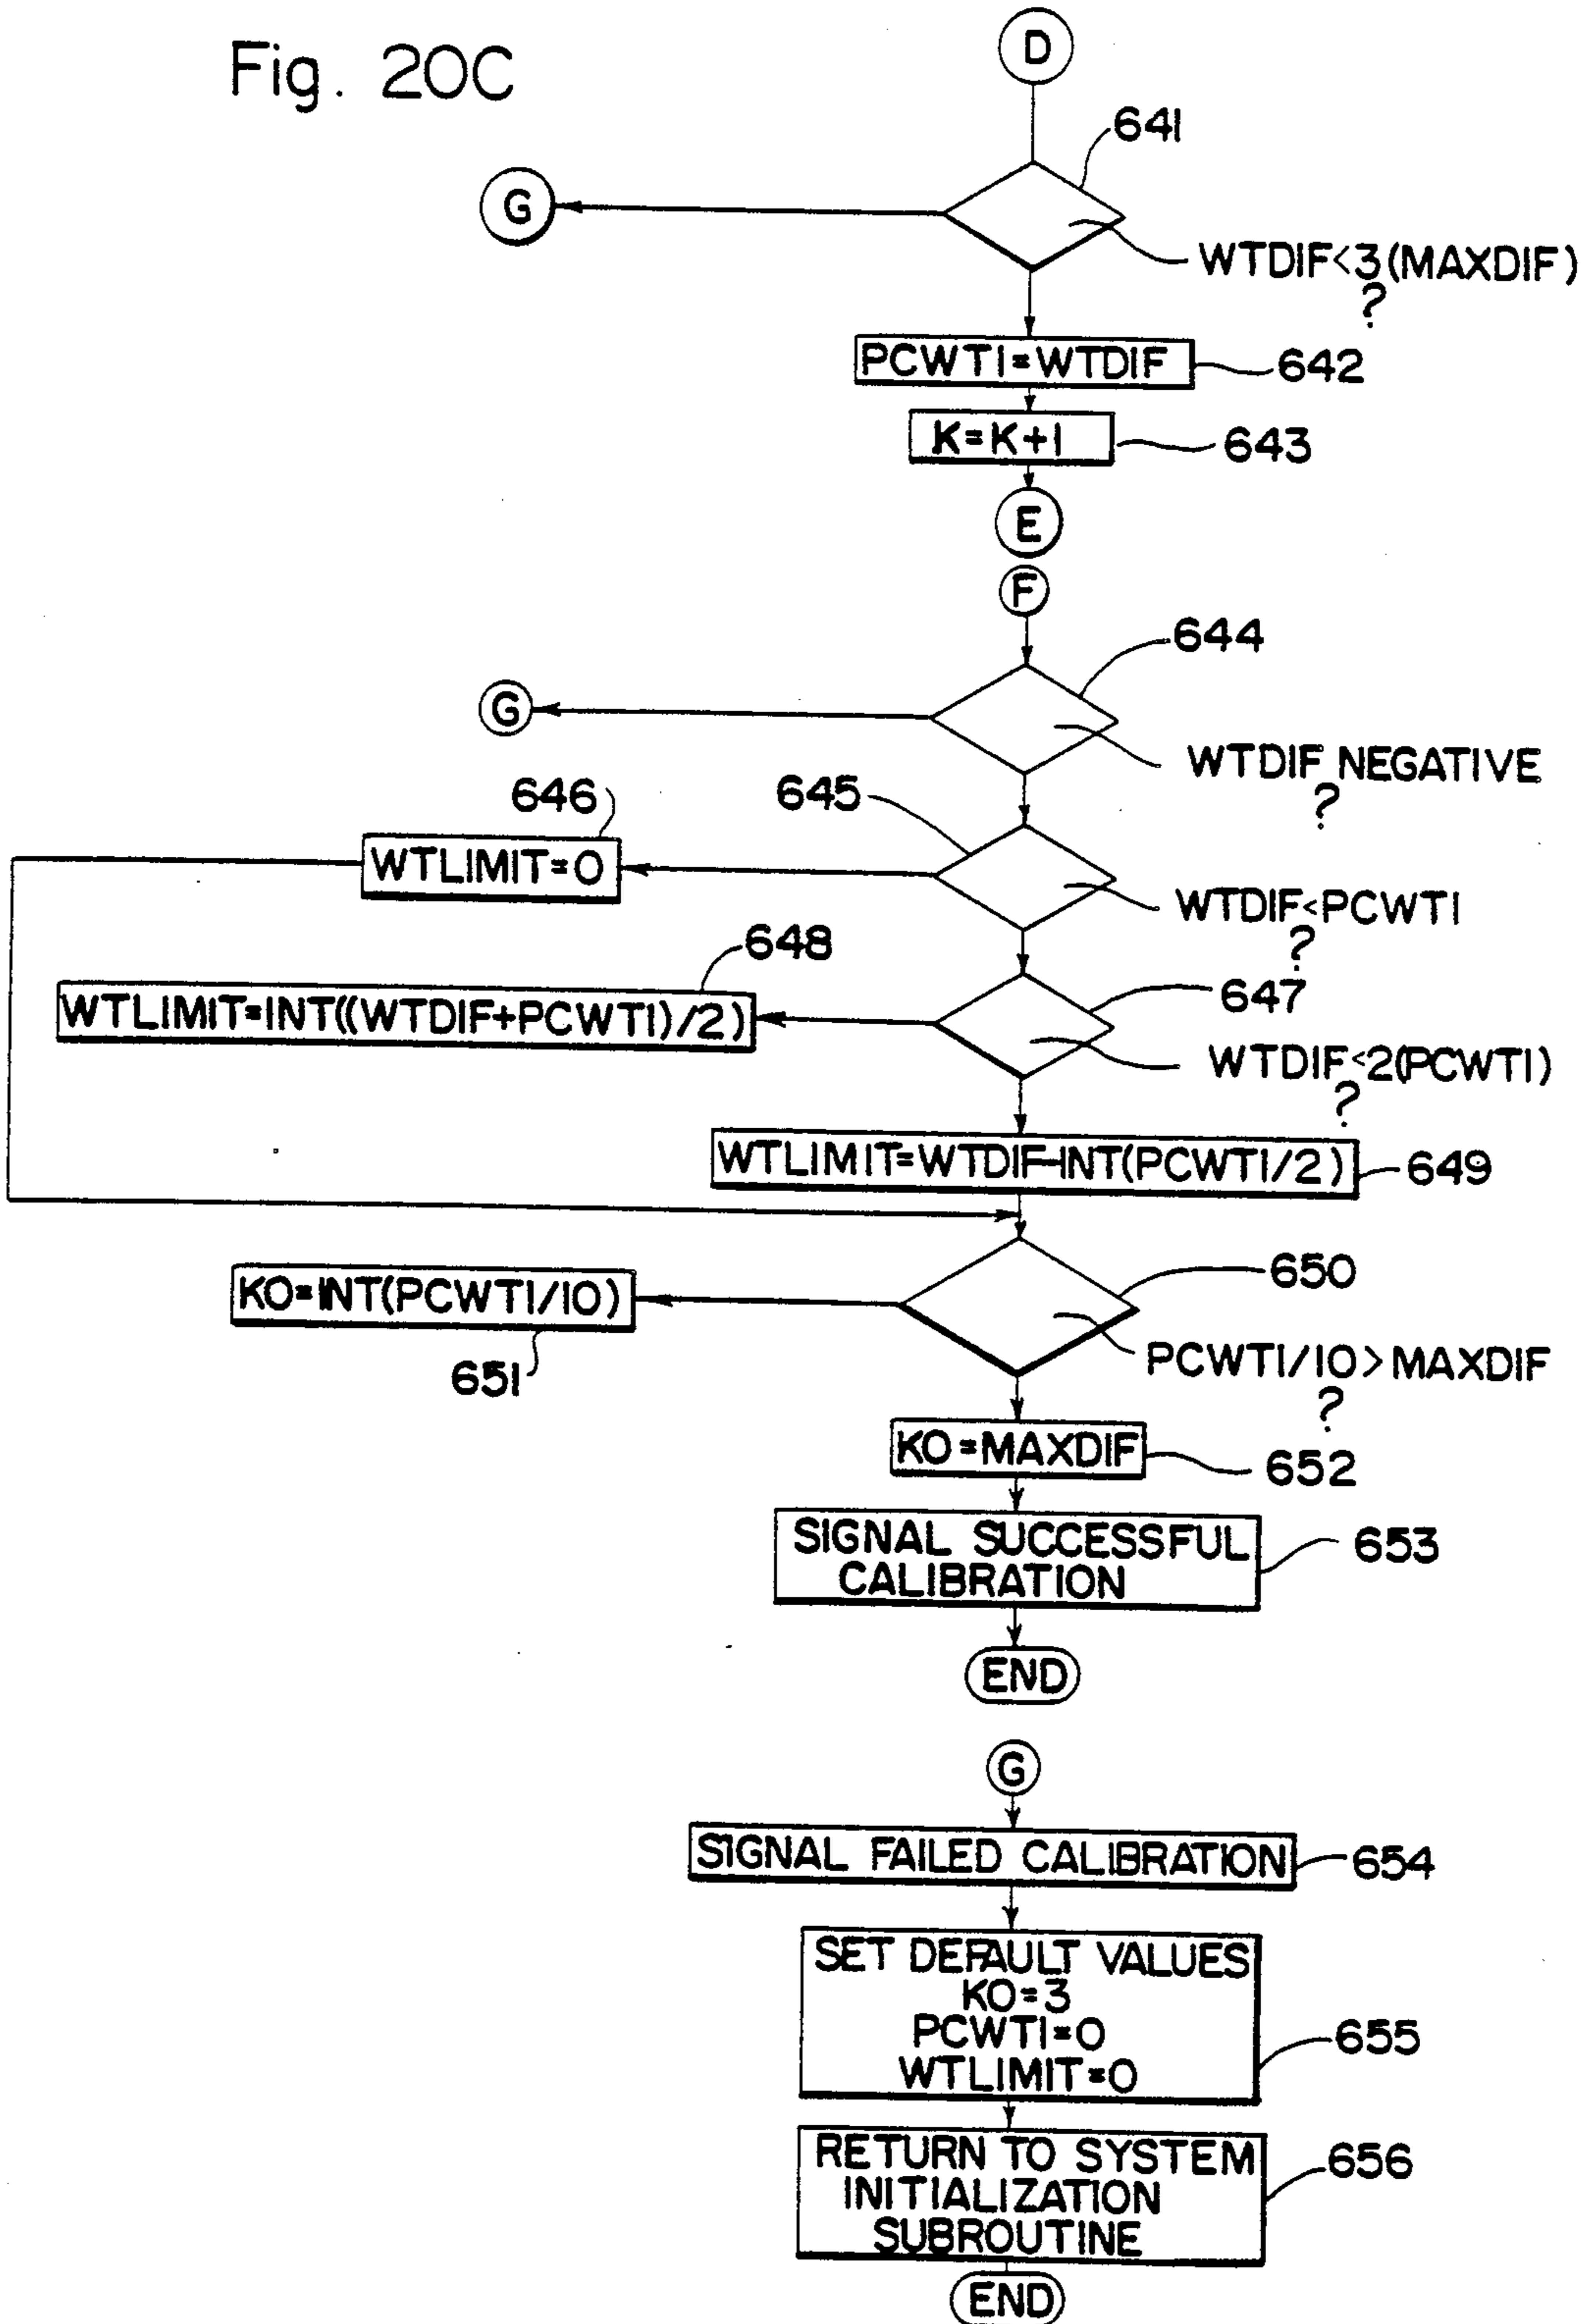 Fig. 20C
D
641
G
WTDIF<3(MAXDIF)
?
PCWT1=WTDIF
642
K=K+1
643
E
F
644
G
WTDIF NEGATIVE
?
646
645
WTLIMIT=0
WTDIF<PCWT1
?
648
647
WTLIMIT=INT((WTDIF+PCWT1)/2)
WTDIF<2(PCWT1)
?
WTLIMIT=WTDIF-INT(PCWT1/2)
649
650
KO=INT(PCWT1/10)
651
PCWT1/10>MAXDIF
?
KO=MAXDIF
652
SIGNAL SUCCESSFUL
CALIBRATION
653
END
G
SIGNAL FAILED CALIBRATION
654
SET DEFAULT VALUES
KO=3
PCWT1=0
WTLIMIT=0
655
RETURN TO SYSTEM
INITIALIZATION
SUBROUTINE
656
END